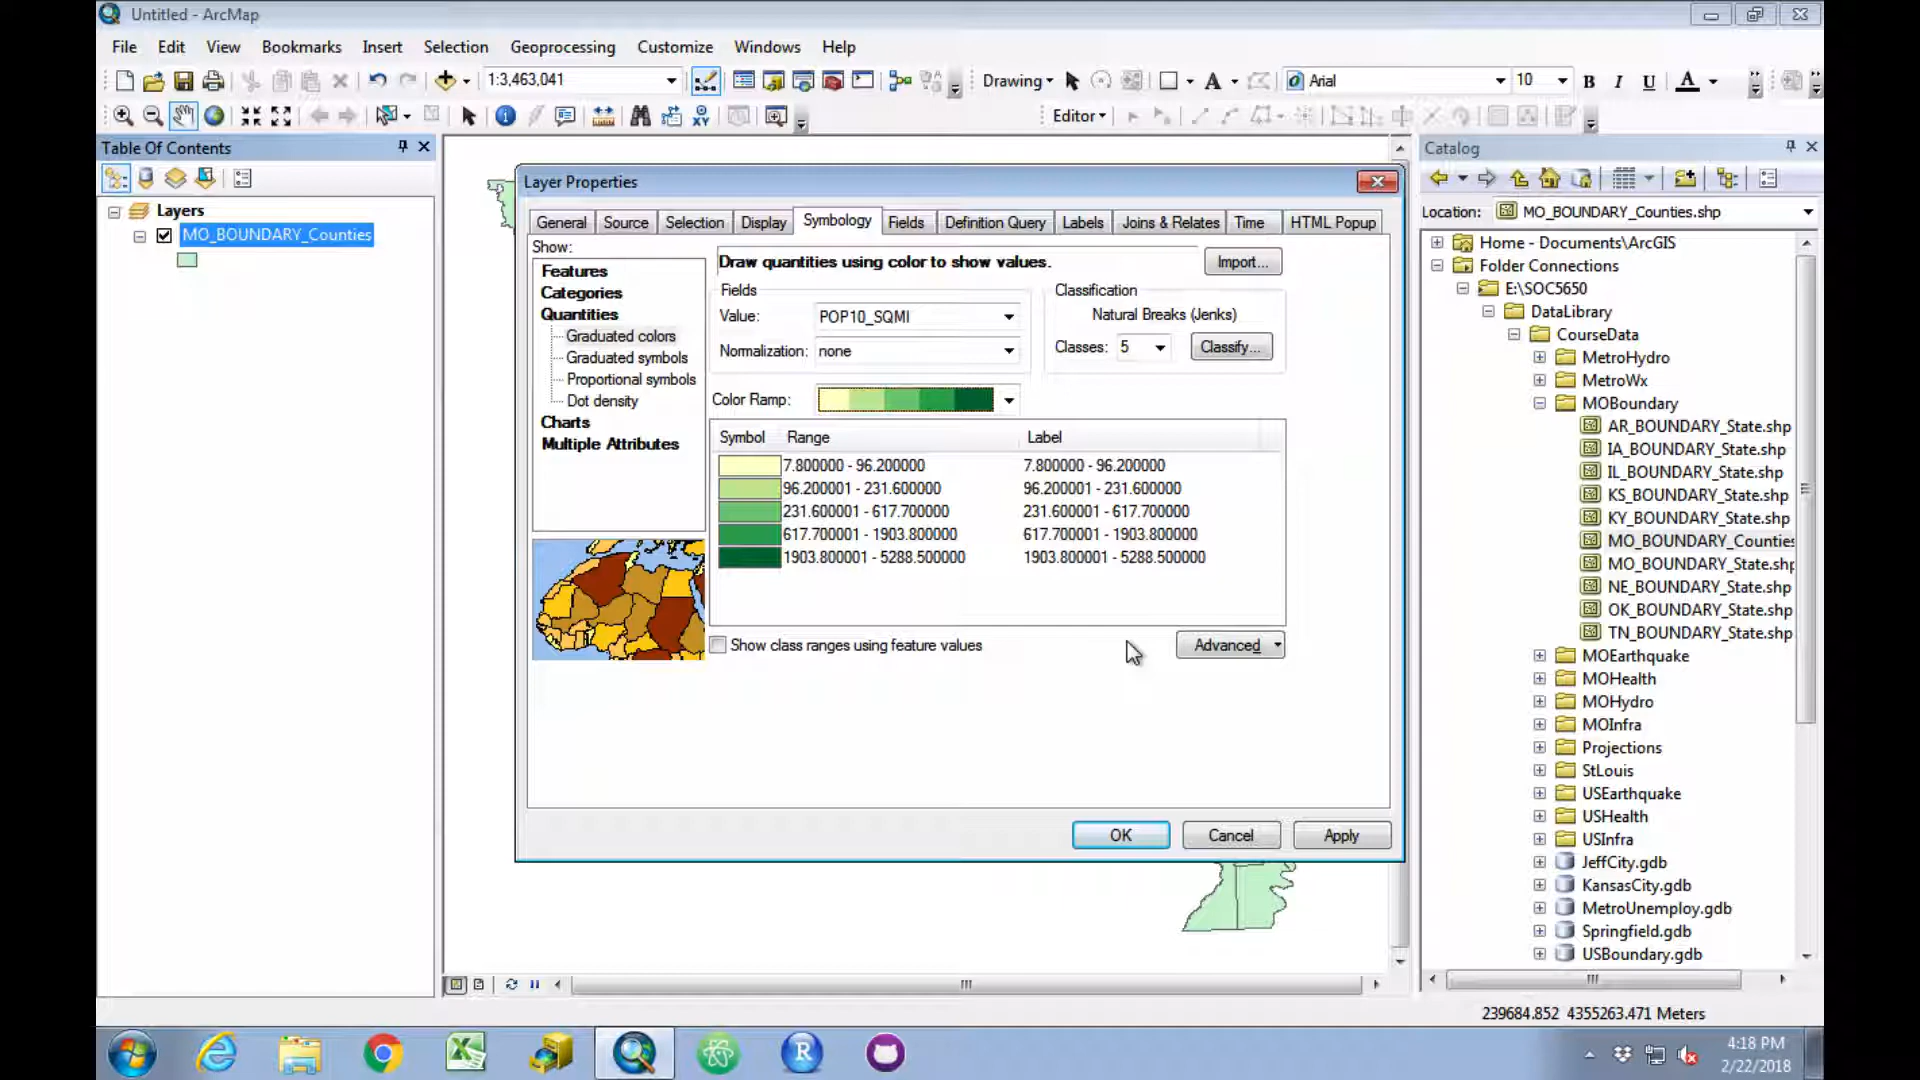 Untitled - ArcMap
File Edit View Bookmarks Insert Selection Geoprocessing Customize Windows Help
1:3,463,041 Drawing Arial 10 B I U A
Editor
Table Of Contents
Layers
MO_BOUNDARY_Counties
Layer Properties
General Source Selection Display Symbology Fields Definition Query Labels Joins & Relates Time HTML Popup
Show:
Features
Categories
Quantities
Graduated colors
Graduated symbols
Proportional symbols
Dot density
Charts
Multiple Attributes
Draw quantities using color to show values.
Import...
Fields
Value: POP10_SQMI
Normalization: none
Classification
Natural Breaks (Jenks)
Classes: 5 Classify...
Color Ramp:
Symbol Range Label
7.800000 - 96.200000 7.800000 - 96.200000
96.200001 - 231.600000 96.200001 - 231.600000
231.600001 - 617.700000 231.600001 - 617.700000
617.700001 - 1903.800000 617.700001 - 1903.800000
1903.800001 - 5288.500000 1903.800001 - 5288.500000
Show class ranges using feature values
Advanced
OK Cancel Apply
Catalog
Location: MO_BOUNDARY_Counties.shp
Home - Documents\ArcGIS
Folder Connections
E:\SOC5650
DataLibrary
CourseData
MetroHydro
MetroWx
MOBoundary
AR_BOUNDARY_State.shp
IA_BOUNDARY_State.shp
IL_BOUNDARY_State.shp
KS_BOUNDARY_State.shp
KY_BOUNDARY_State.shp
MO_BOUNDARY_Counties
MO_BOUNDARY_State.shp
NE_BOUNDARY_State.shp
OK_BOUNDARY_State.shp
TN_BOUNDARY_State.shp
MOEarthquake
MOHealth
MOHydro
MOInfra
Projections
StLouis
USEarthquake
USHealth
USInfra
JeffCity.gdb
KansasCity.gdb
MetroUnemploy.gdb
Springfield.gdb
USBoundary.gdb
239684.852 4355263.471 Meters
4:18 PM
2/22/2018